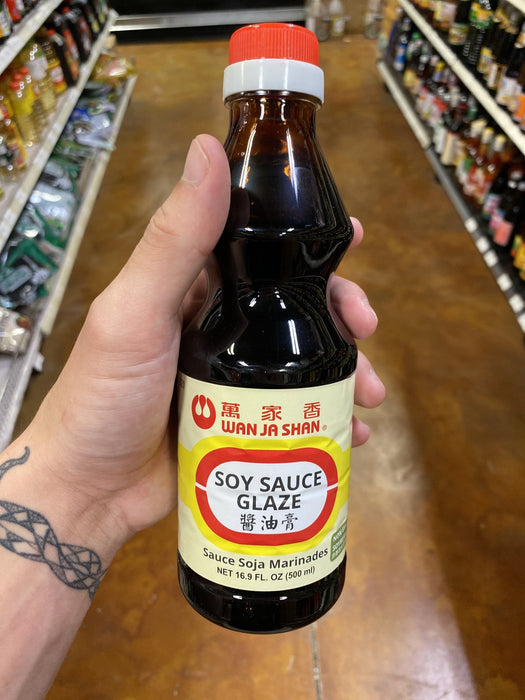 萬家香
WAN JA SHAN®
SOY SAUCE
GLAZE
醬油膏
Sauce Soja Marinades
NET 16.9 FL. OZ (500 ml)